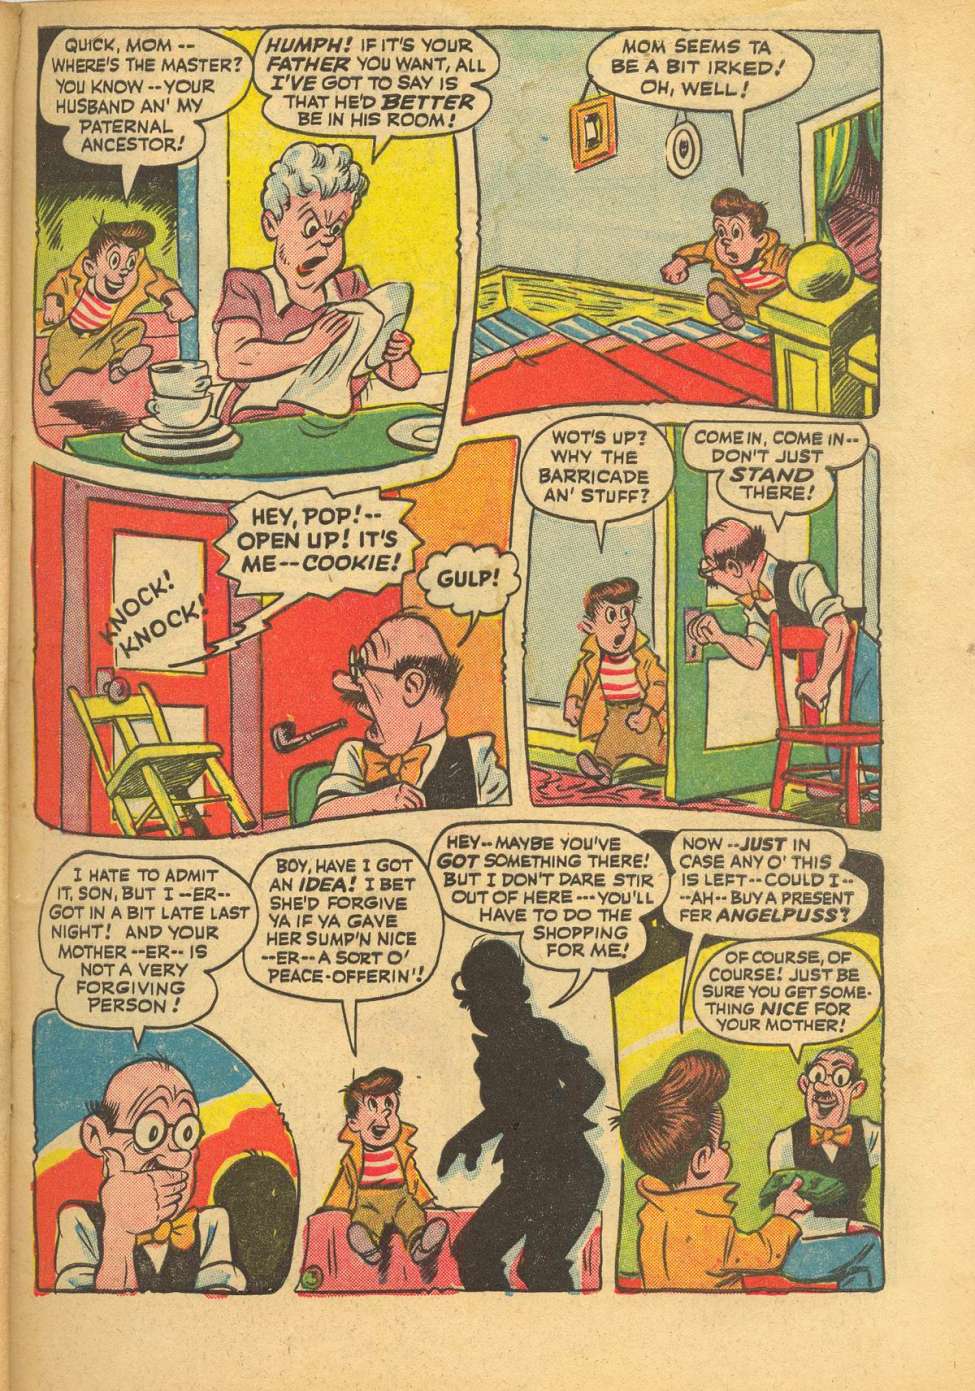 QUICK, MOM --
WHERE'S THE MASTER?
YOU KNOW -- YOUR
HUSBAND AN' MY
PATERNAL
ANCESTOR!
HUMPH! IF IT'S YOUR
FATHER YOU WANT, ALL
I'VE GOT TO SAY IS
THAT HE'D BETTER
BE IN HIS ROOM!
MOM SEEMS TA
BE A BIT IRKED!
OH, WELL!
KNOCK!
KNOCK!
HEY, POP!--
OPEN UP! IT'S
ME--COOKIE!
GULP!
WOT'S UP?
WHY THE
BARRICADE
AN' STUFF?
COME IN, COME IN--
DON'T JUST
STAND
THERE!
I HATE TO ADMIT
IT, SON, BUT I --ER--
GOT IN A BIT LATE LAST
NIGHT! AND YOUR
MOTHER --ER-- IS
NOT A VERY
FORGIVING
PERSON!
BOY, HAVE I GOT
AN IDEA! I BET
SHE'D FORGIVE
YA IF YA GAVE
HER SUMP'N NICE
--ER-- A SORT O'
PEACE-OFFERIN'!
HEY-- MAYBE YOU'VE
GOT SOMETHING THERE!
BUT I DON'T DARE STIR
OUT OF HERE --- YOU'LL
HAVE TO DO THE
SHOPPING
FOR ME!
NOW --JUST IN
CASE ANY O' THIS
IS LEFT-- COULD I--
--AH-- BUY A PRESENT
FER ANGELPUSS?
OF COURSE, OF
COURSE! JUST BE
SURE YOU GET SOME-
THING NICE FOR
YOUR MOTHER!